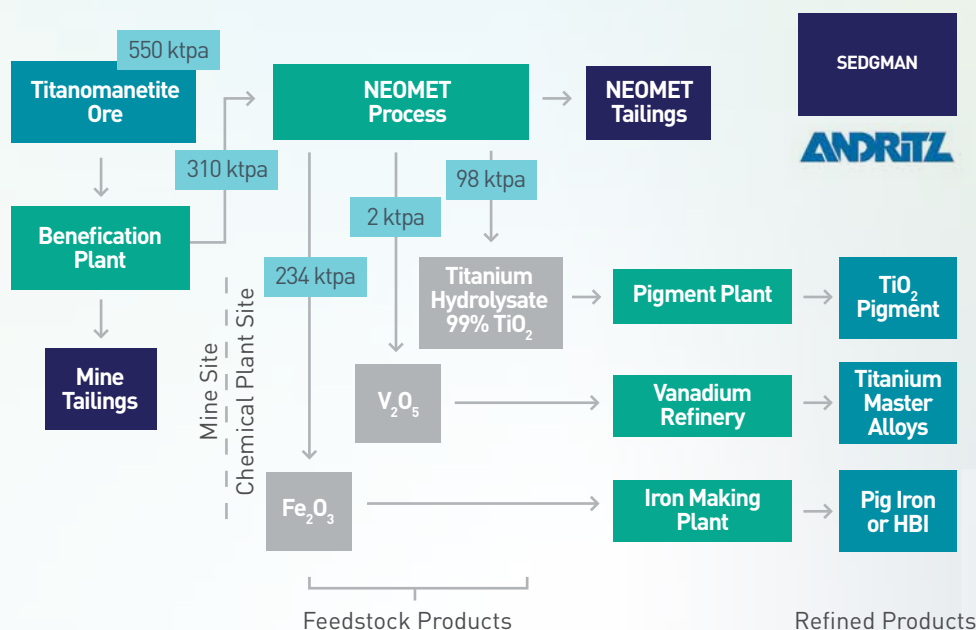 550 ktpa
Titanomanetite
Ore
NEOMET
Process
NEOMET
Tailings
SEDGMAN
ANDRITZ
310 ktpa
98 ktpa
2 ktpa
Benefication
Plant
234 ktpa
Titanium
Hydrolysate
99% TiO₂
Pigment Plant
TiO₂
Pigment
Mine
Tailings
Mine Site
Chemical Plant Site
V₂O₅
Vanadium
Refinery
Titanium
Master
Alloys
Fe₂O₃
Iron Making
Plant
Pig Iron
or HBI
Feedstock Products
Refined Products